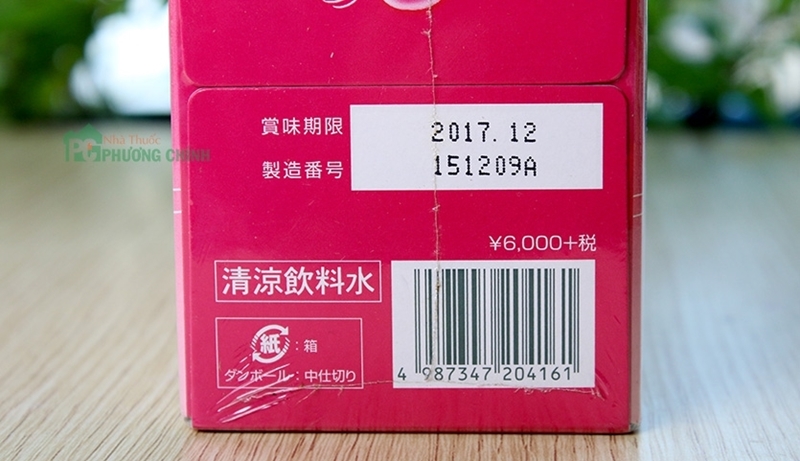 賞味期限 2017.12
製造番号 151209A
Nhà Thuốc
PHƯƠNG CHINH
¥6,000+税
清涼飲料水
紙:箱
ダンボール:中仕切り
4 987347 204161